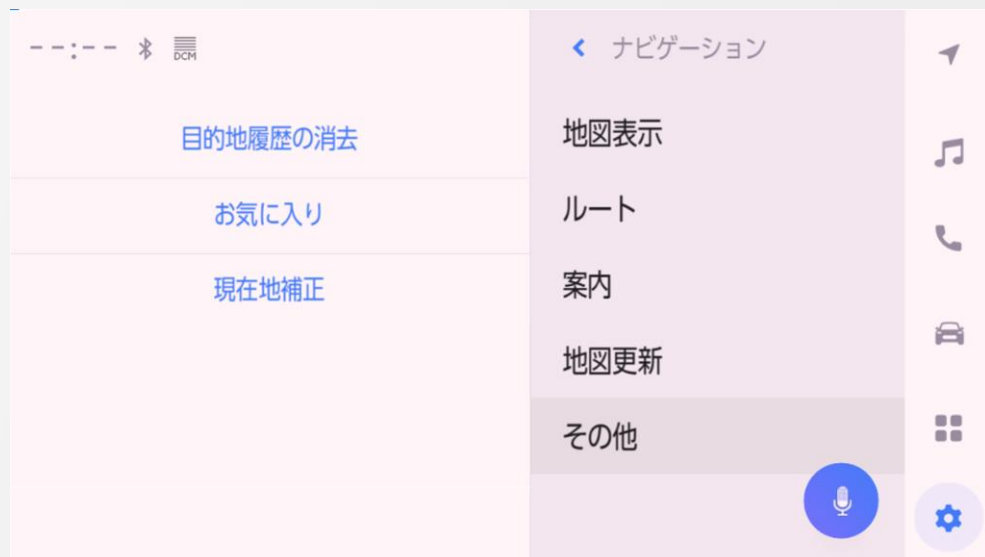 --:-- DCM
目的地履歴の消去
お気に入り
現在地補正
ナビゲーション
地図表示
ルート
案内
地図更新
その他